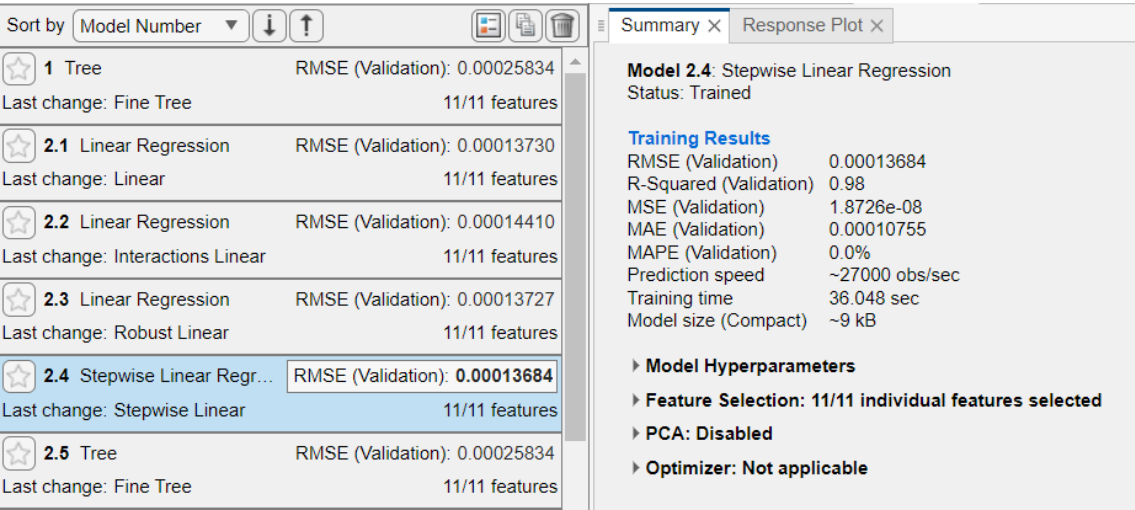 Sort by Model Number
1 Tree RMSE (Validation): 0.00025834
Last change: Fine Tree 11/11 features
2.1 Linear Regression RMSE (Validation): 0.00013730
Last change: Linear 11/11 features
2.2 Linear Regression RMSE (Validation): 0.00014410
Last change: Interactions Linear 11/11 features
2.3 Linear Regression RMSE (Validation): 0.00013727
Last change: Robust Linear 11/11 features
2.4 Stepwise Linear Regr... RMSE (Validation): 0.00013684
Last change: Stepwise Linear 11/11 features
2.5 Tree RMSE (Validation): 0.00025834
Last change: Fine Tree 11/11 features
Summary Response Plot
Model 2.4: Stepwise Linear Regression
Status: Trained
Training Results
RMSE (Validation) 0.00013684
R-Squared (Validation) 0.98
MSE (Validation) 1.8726e-08
MAE (Validation) 0.00010755
MAPE (Validation) 0.0%
Prediction speed ~27000 obs/sec
Training time 36.048 sec
Model size (Compact) ~9 kB
Model Hyperparameters
Feature Selection: 11/11 individual features selected
PCA: Disabled
Optimizer: Not applicable